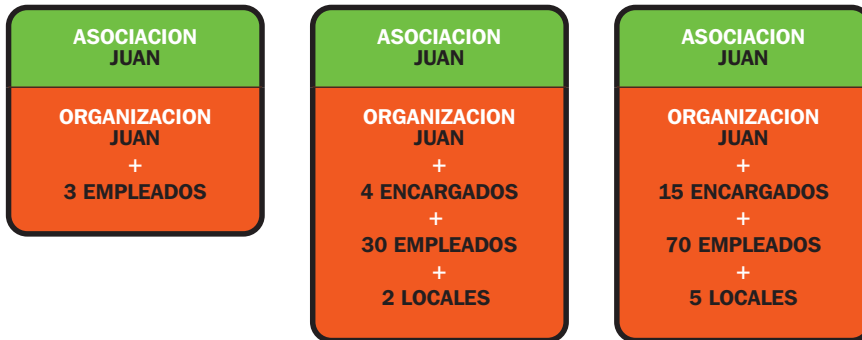 ASOCIACION
JUAN
ORGANIZACION
JUAN
+
3 EMPLEADOS
ASOCIACION
JUAN
ORGANIZACION
JUAN
+
4 ENCARGADOS
+
30 EMPLEADOS
+
2 LOCALES
ASOCIACION
JUAN
ORGANIZACION
JUAN
+
15 ENCARGADOS
+
70 EMPLEADOS
+
5 LOCALES